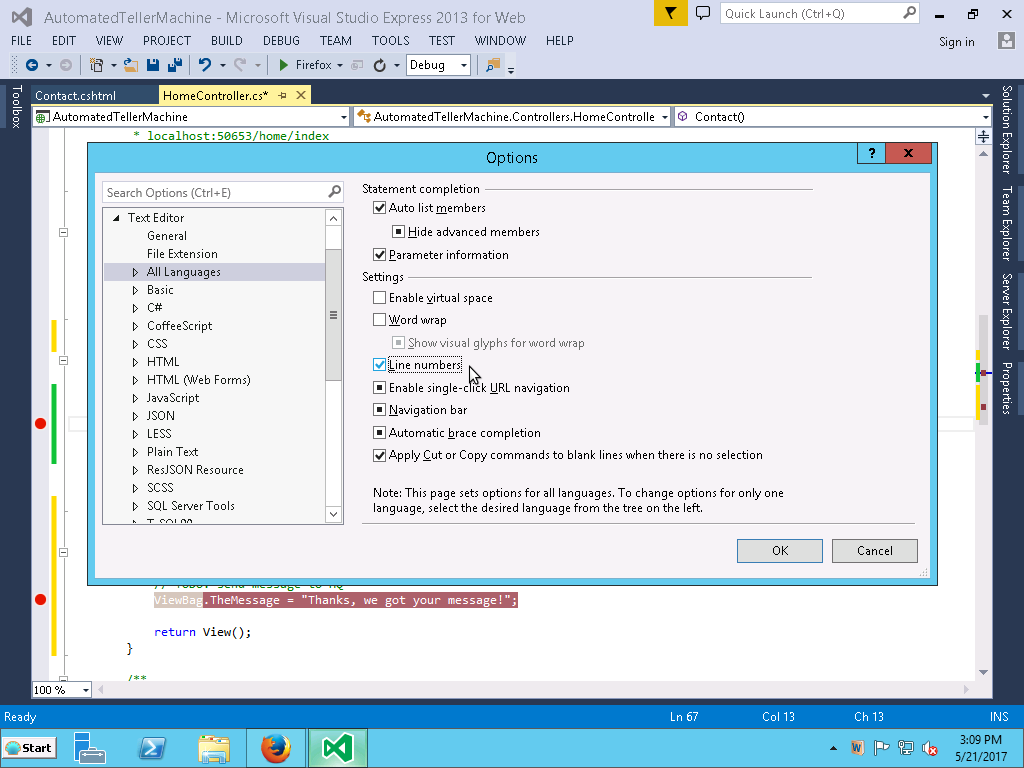 AutomatedTellerMachine - Microsoft Visual Studio Express 2013 for Web
Quick Launch (Ctrl+Q)
FILE EDIT VIEW PROJECT BUILD DEBUG TEAM TOOLS TEST WINDOW HELP
Sign in
Firefox
Debug
Toolbox
Contact.cshtml
HomeController.cs*
AutomatedTellerMachine
AutomatedTellerMachine.Controllers.HomeControlle
Contact()
* localhost:50653/home/index
Options
?
Search Options (Ctrl+E)
Text Editor
General
File Extension
All Languages
Basic
C#
CoffeeScript
CSS
HTML
HTML (Web Forms)
JavaScript
JSON
LESS
Plain Text
ResJSON Resource
SCSS
SQL Server Tools
Statement completion
Auto list members
Hide advanced members
Parameter information
Settings
Enable virtual space
Word wrap
Show visual glyphs for word wrap
Line numbers
Enable single-click URL navigation
Navigation bar
Automatic brace completion
Apply Cut or Copy commands to blank lines when there is no selection
Note: This page sets options for all languages. To change options for only one
language, select the desired language from the tree on the left.
OK
Cancel
Solution Explorer
Team Explorer
Server Explorer
Properties
ViewBag.TheMessage = "Thanks, we got your message!";
return View();
}
/**
100 %
Ready
Ln 67
Col 13
Ch 13
INS
Start
3:09 PM
5/21/2017